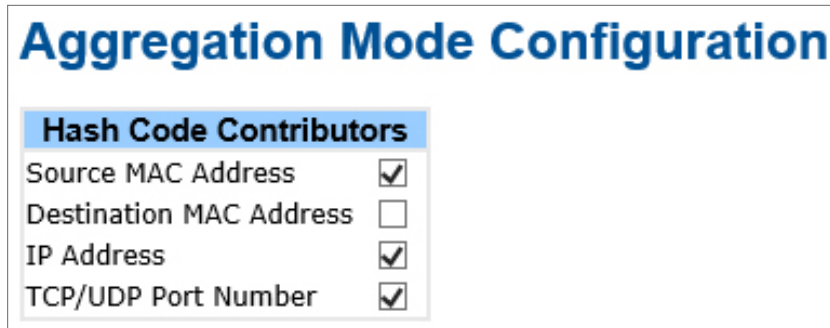 Aggregation Mode Configuration
Hash Code Contributors
Source MAC Address
Destination MAC Address
IP Address
TCP/UDP Port Number